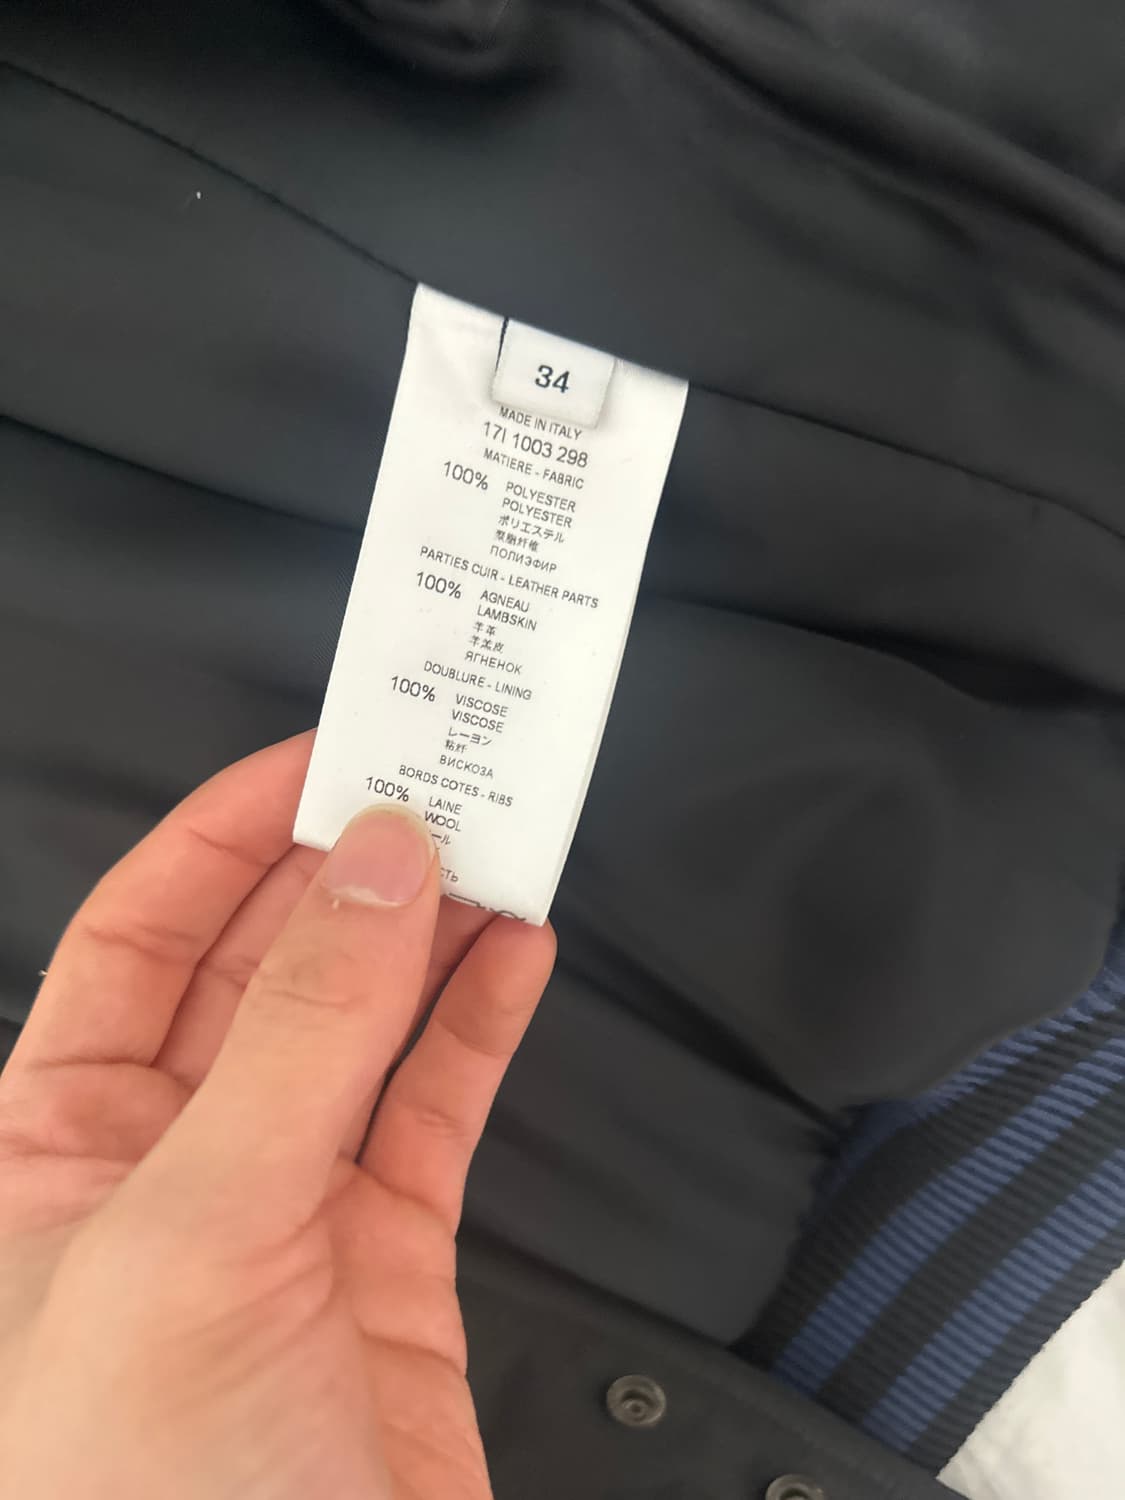 34
MADE IN ITALY
17I 1003 298
MATIERE - FABRIC
100% POLYESTER
POLYESTER
ポリエステル
聚脂纤维
ПОЛИЭФИР
PARTIES CUIR - LEATHER PARTS
100% AGNEAU
LAMBSKIN
羊革
羊羔皮
ЯГНЕНОК
DOUBLURE - LINING
100% VISCOSE
VISCOSE
レーヨン
粘纤
ВИСКОЗА
BORDS COTES - RIBS
100% LAINE
WOOL